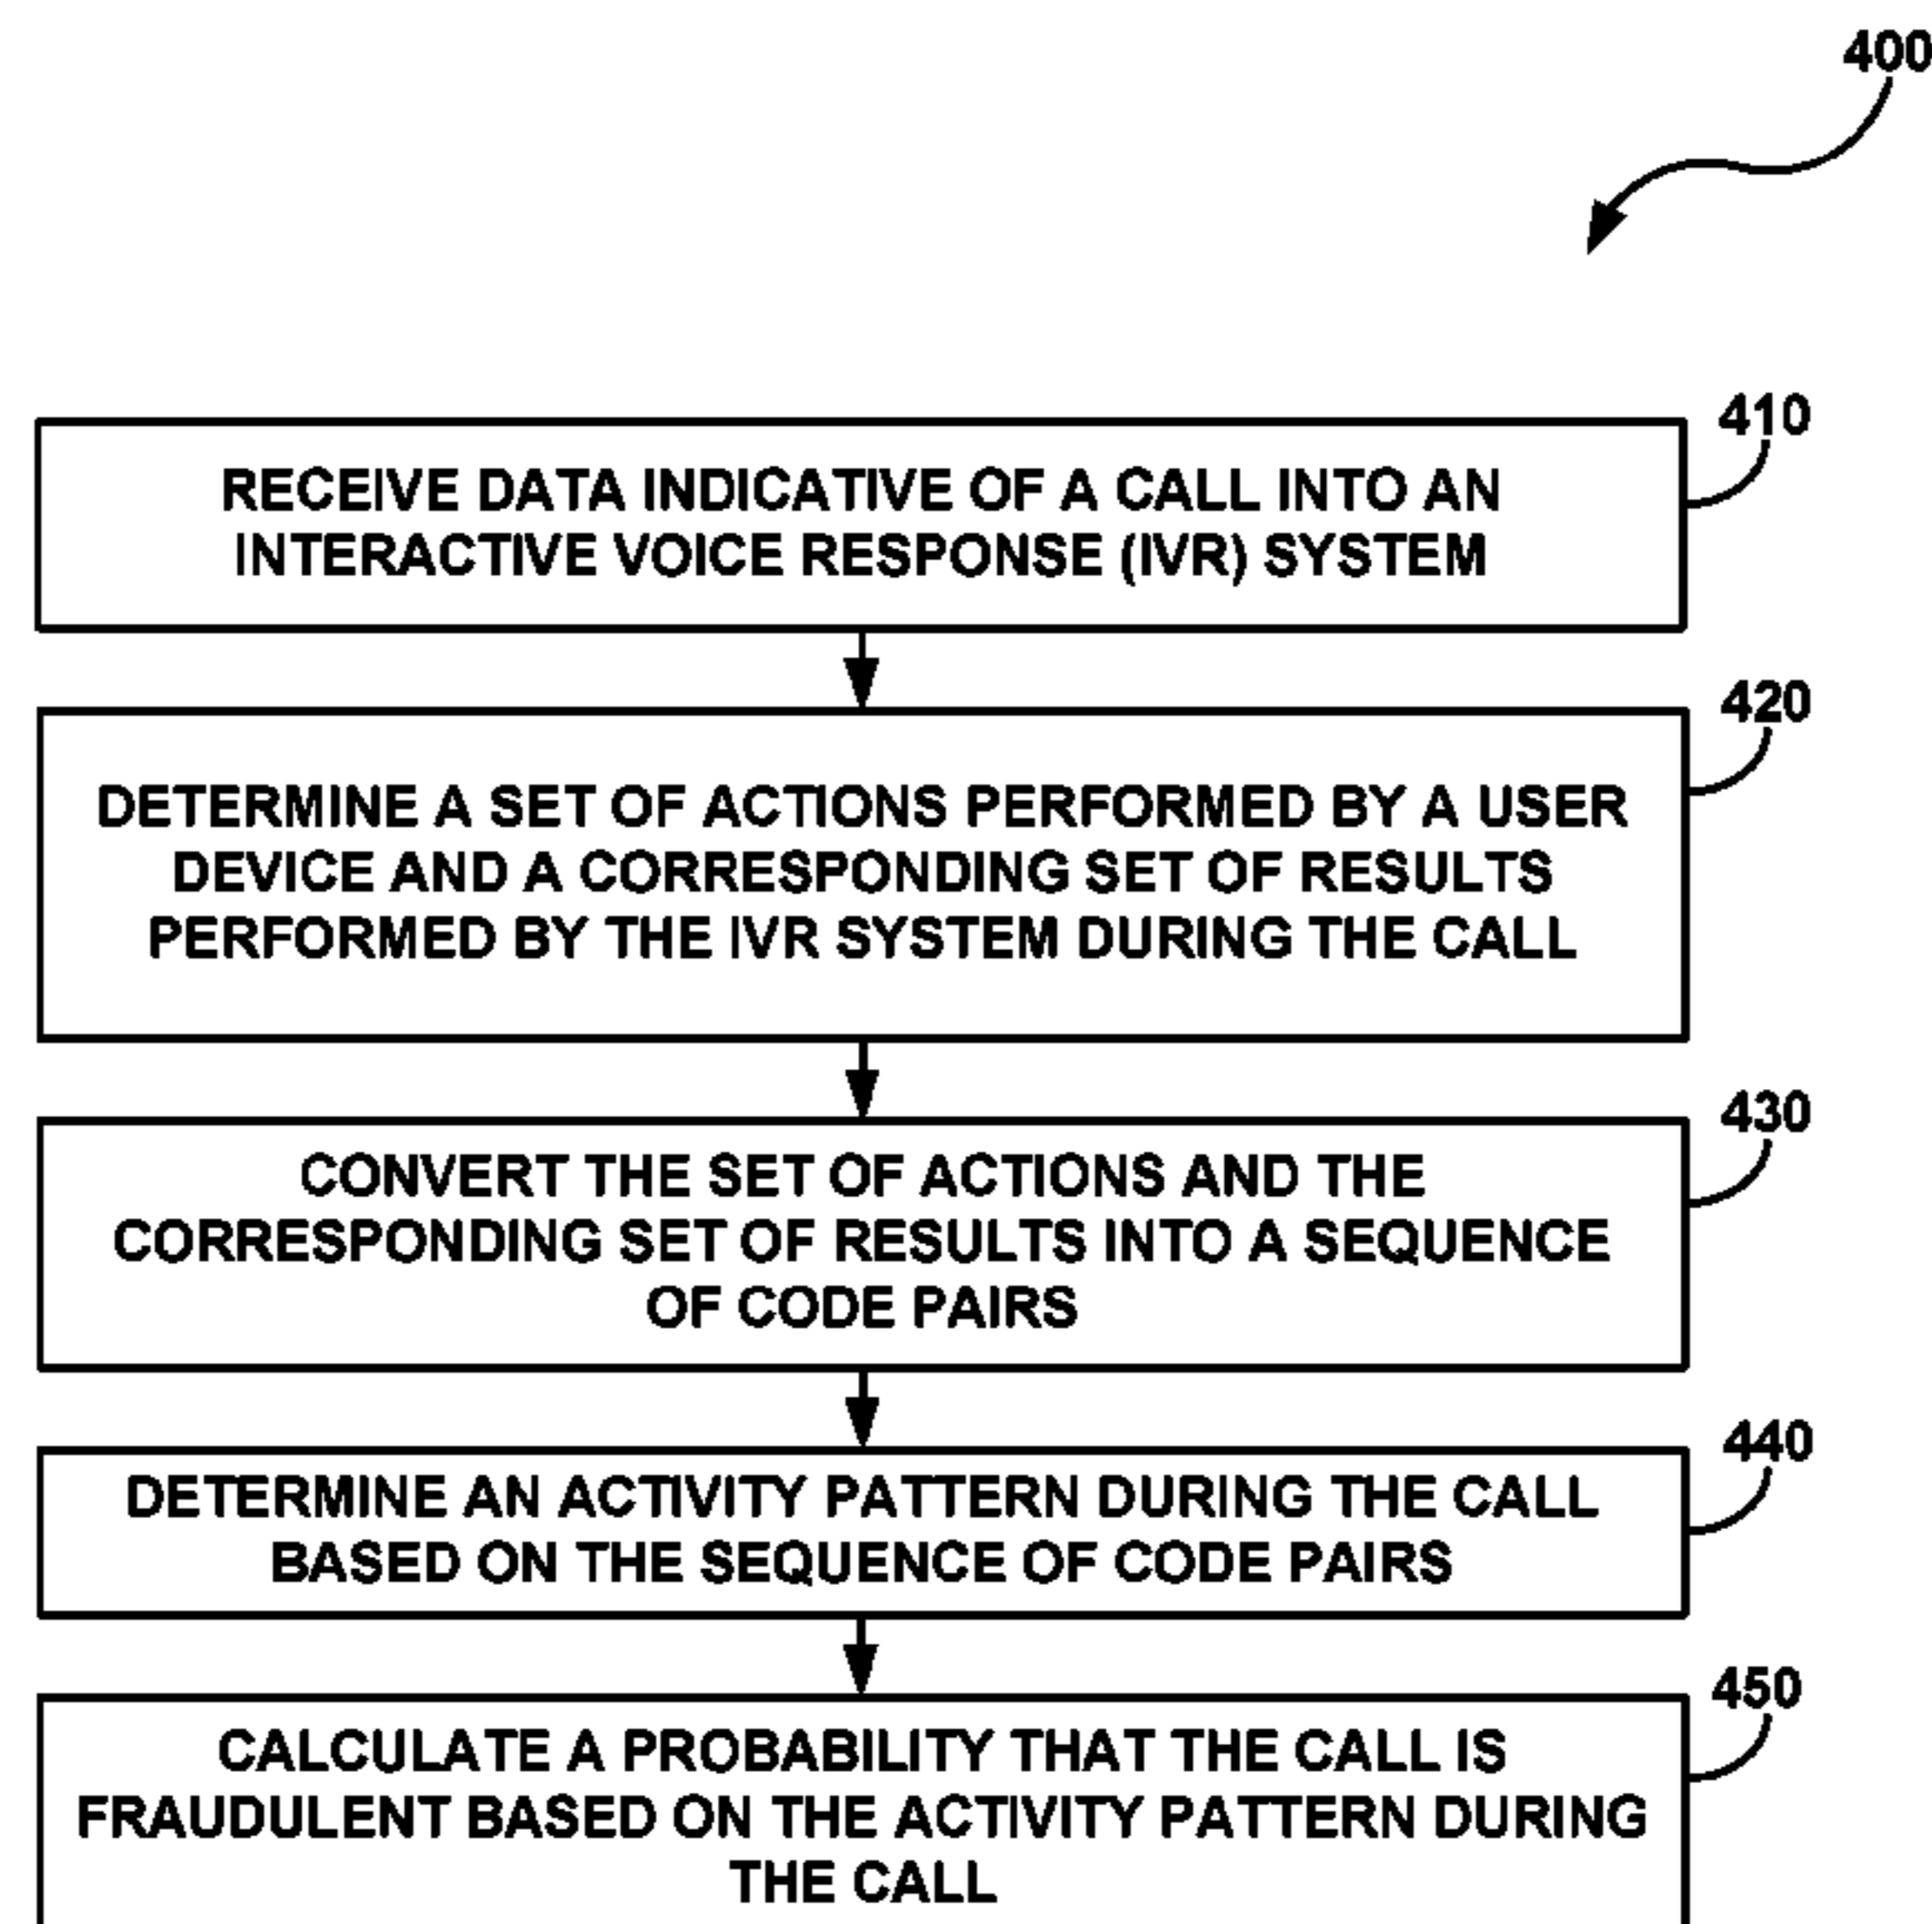 400
410
RECEIVE DATA INDICATIVE OF A CALL INTO AN
INTERACTIVE VOICE RESPONSE (IVR) SYSTEM
420
DETERMINE A SET OF ACTIONS PERFORMED BY A USER
DEVICE AND A CORRESPONDING SET OF RESULTS
PERFORMED BY THE IVR SYSTEM DURING THE CALL
430
CONVERT THE SET OF ACTIONS AND THE
CORRESPONDING SET OF RESULTS INTO A SEQUENCE
OF CODE PAIRS
440
DETERMINE AN ACTIVITY PATTERN DURING THE CALL
BASED ON THE SEQUENCE OF CODE PAIRS
450
CALCULATE A PROBABILITY THAT THE CALL IS
FRAUDULENT BASED ON THE ACTIVITY PATTERN DURING
THE CALL